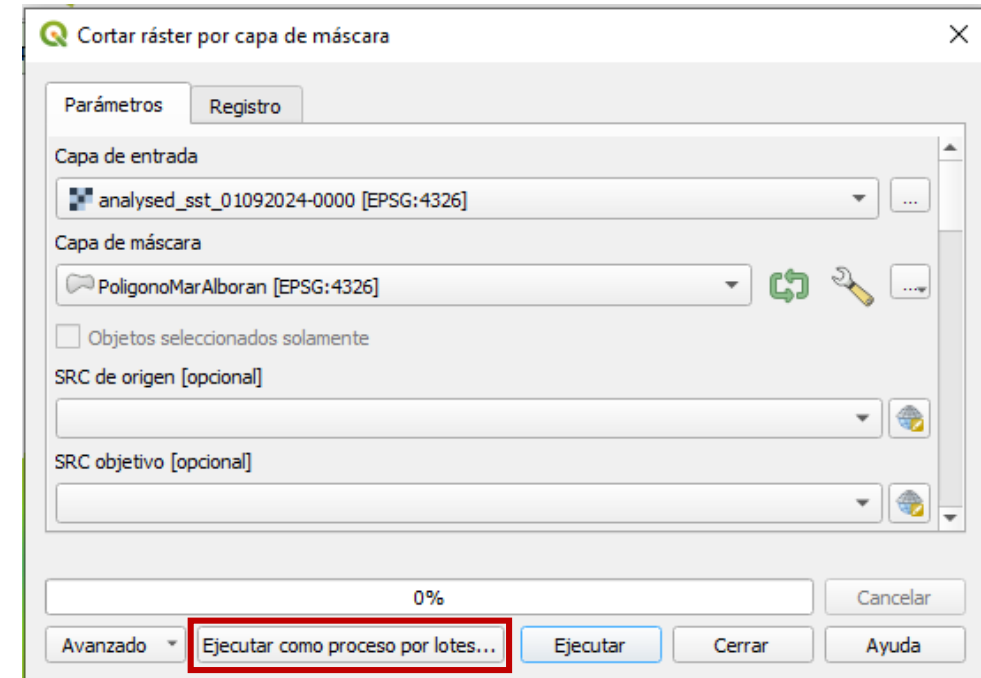 Cortar ráster por capa de máscara
Parámetros Registro
Capa de entrada
analysed_sst_01092024-0000 [EPSG:4326] ...
Capa de máscara
PoligonoMarAlboran [EPSG:4326] ...
Objetos seleccionados solamente
SRC de origen [opcional]
SRC objetivo [opcional]
0% Cancelar
Avanzado Ejecutar como proceso por lotes... Ejecutar Cerrar Ayuda